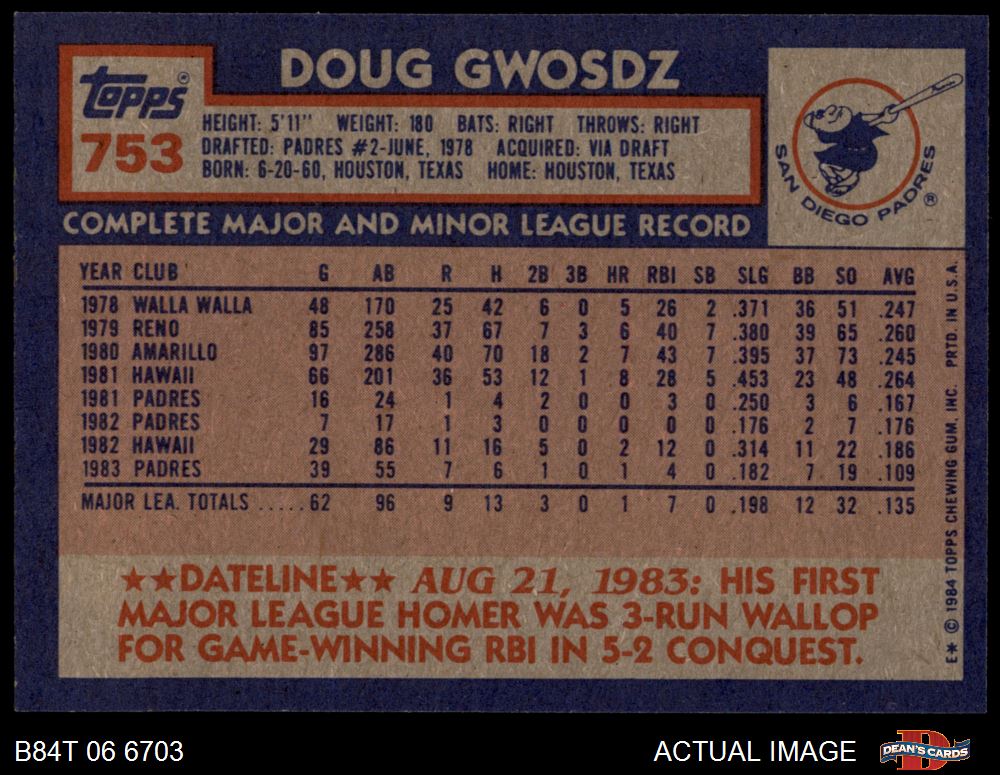 DOUG GWOSDZ
topps®
753
HEIGHT: 5'11" WEIGHT: 180 BATS: RIGHT THROWS: RIGHT
DRAFTED: PADRES #2-JUNE, 1978 ACQUIRED: VIA DRAFT
BORN: 6-20-60, HOUSTON, TEXAS HOME: HOUSTON, TEXAS
SAN DIEGO PADRES ®
COMPLETE MAJOR AND MINOR LEAGUE RECORD
YEAR CLUB G AB R H 2B 3B HR RBI SB SLG BB SO AVG
1978 WALLA WALLA 48 170 25 42 6 0 5 26 2 .371 36 51 .247
1979 RENO 85 258 37 67 7 3 6 40 7 .380 39 65 .260
1980 AMARILLO 97 286 40 70 18 2 7 43 7 .395 37 73 .245
1981 HAWAII 66 201 36 53 12 1 8 28 5 .453 23 48 .264
1981 PADRES 16 24 1 4 2 0 0 3 0 .250 3 6 .167
1982 PADRES 7 17 1 3 0 0 0 0 0 .176 2 7 .176
1982 HAWAII 29 86 11 16 5 0 2 12 0 .314 11 22 .186
1983 PADRES 39 55 7 6 1 0 1 4 0 .182 7 19 .109
MAJOR LEA. TOTALS .....62 96 9 13 3 0 1 7 0 .198 12 32 .135
★★DATELINE★★ AUG 21, 1983: HIS FIRST
MAJOR LEAGUE HOMER WAS 3-RUN WALLOP
FOR GAME-WINNING RBI IN 5-2 CONQUEST.
E* © 1984 TOPPS CHEWING GUM, INC. PRTD. IN U.S.A.
B84T 06 6703
ACTUAL IMAGE
DEAN'S CARDS